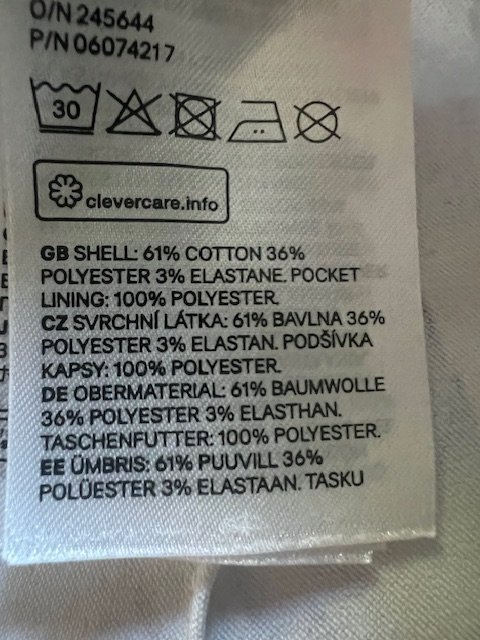 O/N 245644
P/N 06074217
30
clevercare.info
GB SHELL: 61% COTTON 36%
POLYESTER 3% ELASTANE. POCKET
LINING: 100% POLYESTER.
CZ SVRCHNÍ LÁTKA: 61% BAVLNA 36%
POLYESTER 3% ELASTAN. PODŠÍVKA
KAPSY: 100% POLYESTER.
DE OBERMATERIAL: 61% BAUMWOLLE
36% POLYESTER 3% ELASTHAN.
TASCHENFUTTER: 100% POLYESTER.
EE ÜMBRIS: 61% PUUVILL 36%
POLÜESTER 3% ELASTAAN. TASKU